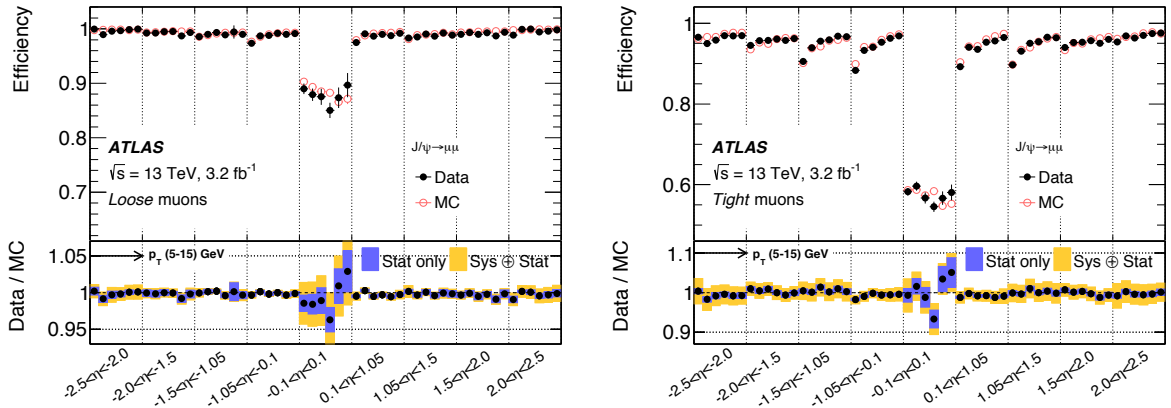 Efficiency
1
0.9
0.8
0.7
ATLAS
√s = 13 TeV, 3.2 fb⁻¹
Loose muons
J/ψ→μμ
Data
MC
Data / MC
1.05
1
0.95
p_T (5-15) GeV
Stat only
Sys ⊕ Stat
-2.5<η<-2.0
-2.0<η<-1.5
-1.5<η<-1.05
-1.05<η<-0.1
-0.1<η<0.1
0.1<η<1.05
1.05<η<1.5
1.5<η<2.0
2.0<η<2.5
Efficiency
1
0.9
0.8
0.7
0.6
ATLAS
√s = 13 TeV, 3.2 fb⁻¹
Tight muons
J/ψ→μμ
Data
MC
Data / MC
1.1
1
0.9
p_T (5-15) GeV
Stat only
Sys ⊕ Stat
-2.5<η<-2.0
-2.0<η<-1.5
-1.5<η<-1.05
-1.05<η<-0.1
-0.1<η<0.1
0.1<η<1.05
1.05<η<1.5
1.5<η<2.0
2.0<η<2.5